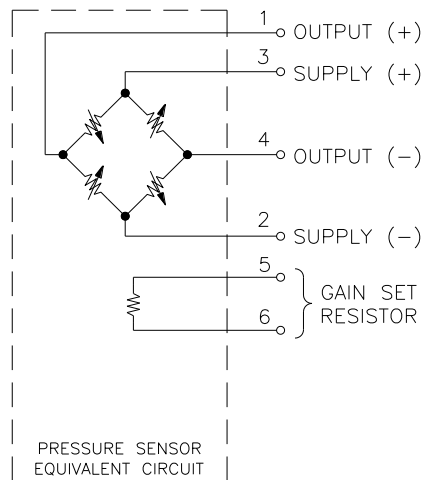 1 OUTPUT (+)
3 SUPPLY (+)
4 OUTPUT (−)
2 SUPPLY (−)
5
GAIN SET
RESISTOR
6
PRESSURE SENSOR
EQUIVALENT CIRCUIT